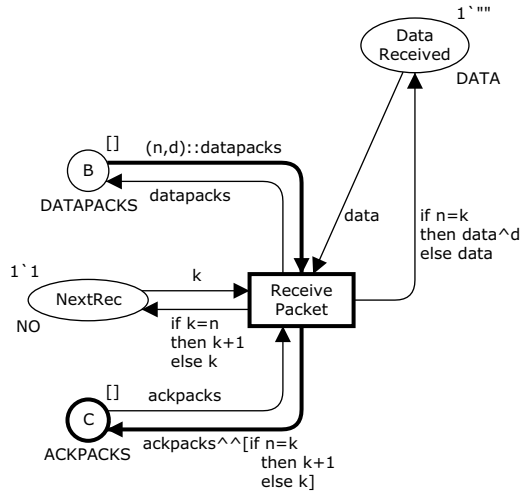 1`""
Data
Received
DATA
[]
(n,d)::datapacks
B
datapacks
DATAPACKS
data
if n=k
then data^d
else data
1`1
k
NextRec
Receive
Packet
NO
if k=n
then k+1
else k
[]
ackpacks
C
ackpacks^^[if n=k
then k+1
else k]
ACKPACKS